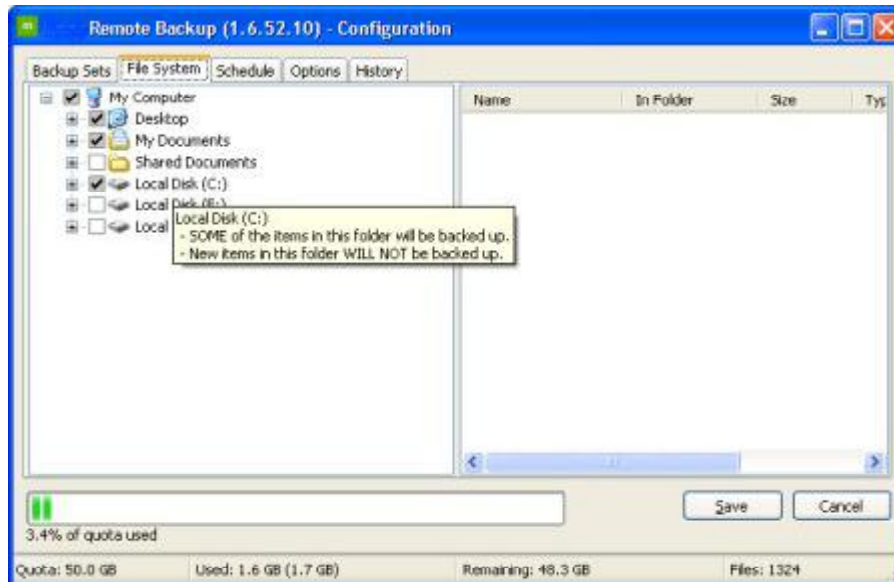 Remote Backup (1.6.52.10) - Configuration
Backup Sets File System Schedule Options History
My Computer
Desktop
My Documents
Shared Documents
Local Disk (C:)
Local Disk (E:)
Local
Local Disk (C:)
- SOME of the items in this folder will be backed up.
- New items in this folder WILL NOT be backed up.
Name In Folder Size Typ
Save Cancel
3.4% of quota used
Quota: 50.0 GB Used: 1.6 GB (1.7 GB) Remaining: 48.3 GB Files: 1324